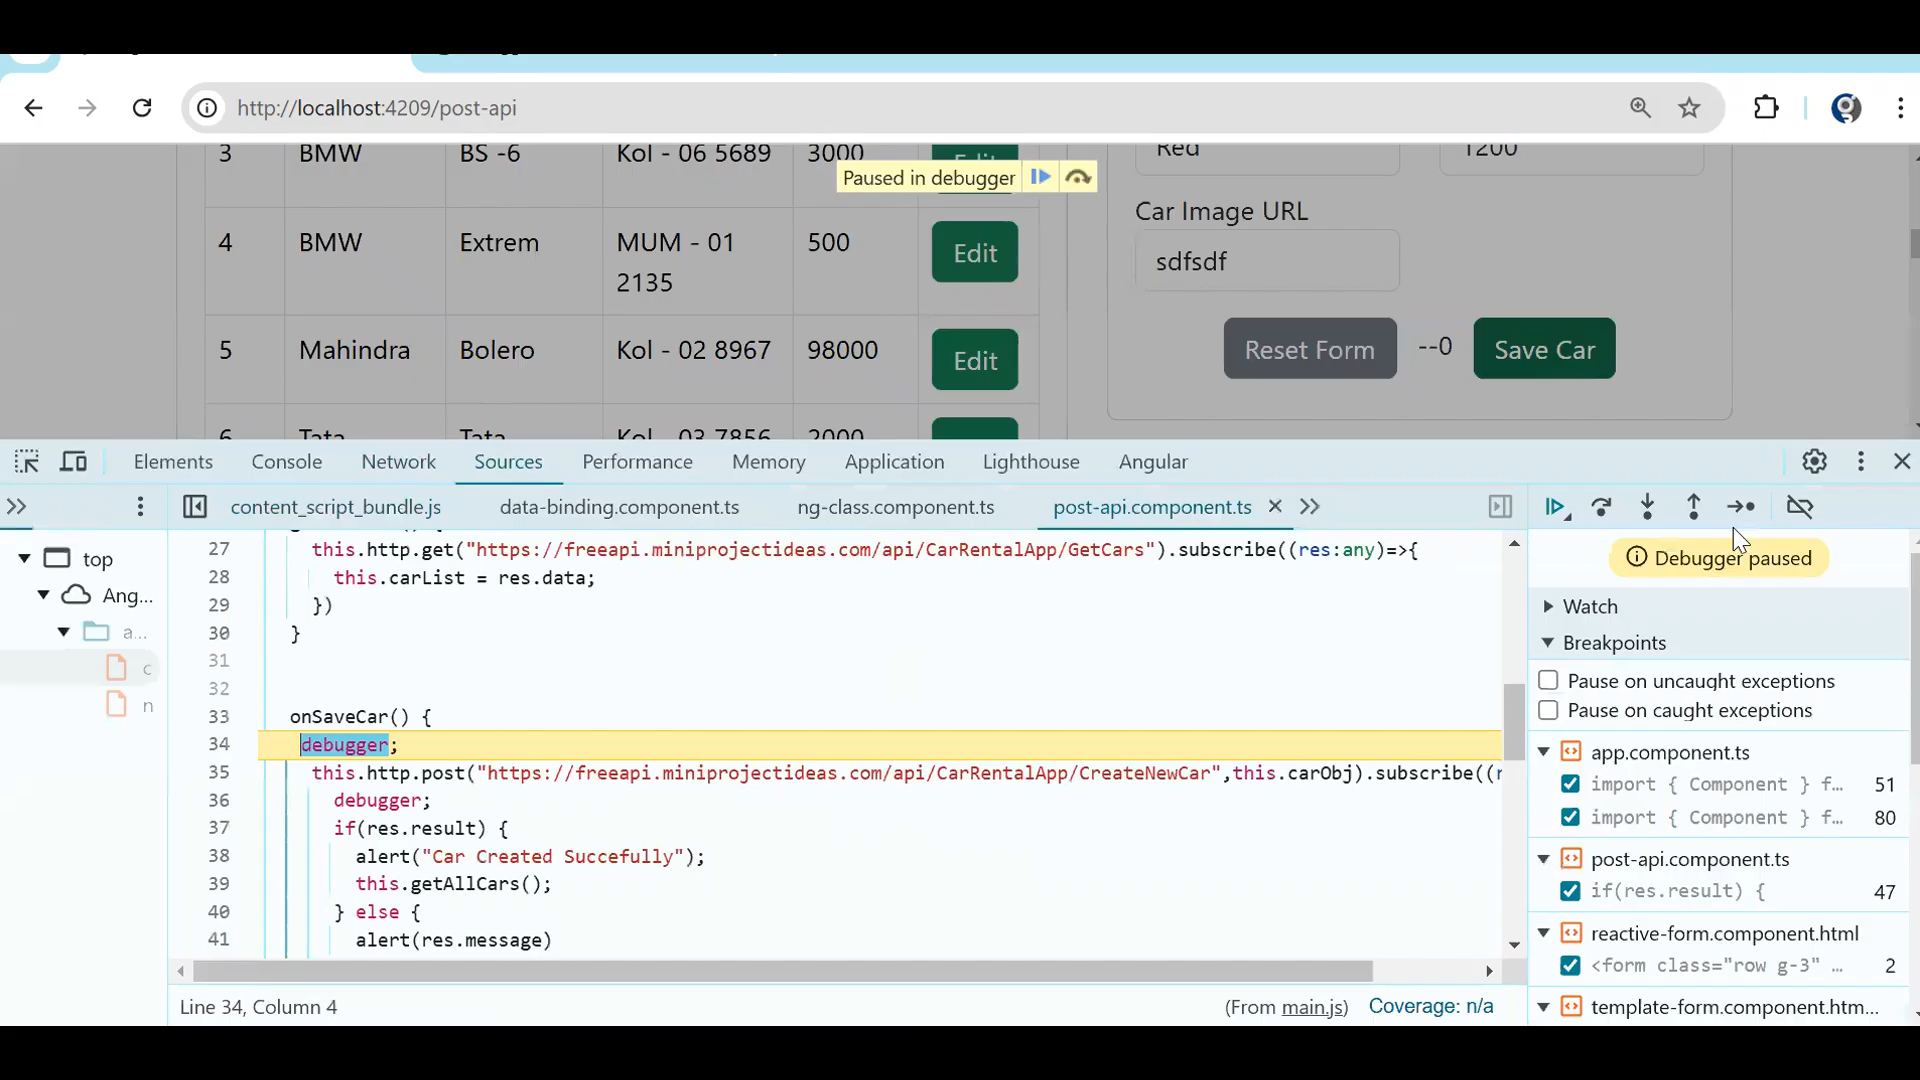 http://localhost:4209/post-api
3 BMW BS -6 Kol - 06 5689 3000 Edit
Red 1200
Paused in debugger
Car Image URL
4 BMW Extrem MUM - 01 2135 500 Edit
sdfsdf
5 Mahindra Bolero Kol - 02 8967 98000 Edit
Reset Form --0 Save Car
6 Tata Tata Kol - 03 7856 2000
Elements Console Network Sources Performance Memory Application Lighthouse Angular
content_script_bundle.js data-binding.component.ts ng-class.component.ts post-api.component.ts
top
Ang...
a...
c
n
27 this.http.get("https://freeapi.miniprojectideas.com/api/CarRentalApp/GetCars").subscribe((res:any)=>{
28 this.carList = res.data;
29 })
30 }
31
32
33 onSaveCar() {
34 debugger;
35 this.http.post("https://freeapi.miniprojectideas.com/api/CarRentalApp/CreateNewCar",this.carObj).subscribe((r
36 debugger;
37 if(res.result) {
38 alert("Car Created Succefully");
39 this.getAllCars();
40 } else {
41 alert(res.message)
Line 34, Column 4 (From main.js) Coverage: n/a
Debugger paused
Watch
Breakpoints
Pause on uncaught exceptions
Pause on caught exceptions
app.component.ts
import { Component } f... 51
import { Component } f... 80
post-api.component.ts
if(res.result) { 47
reactive-form.component.html
<form class="row g-3" ... 2
template-form.component.htm...